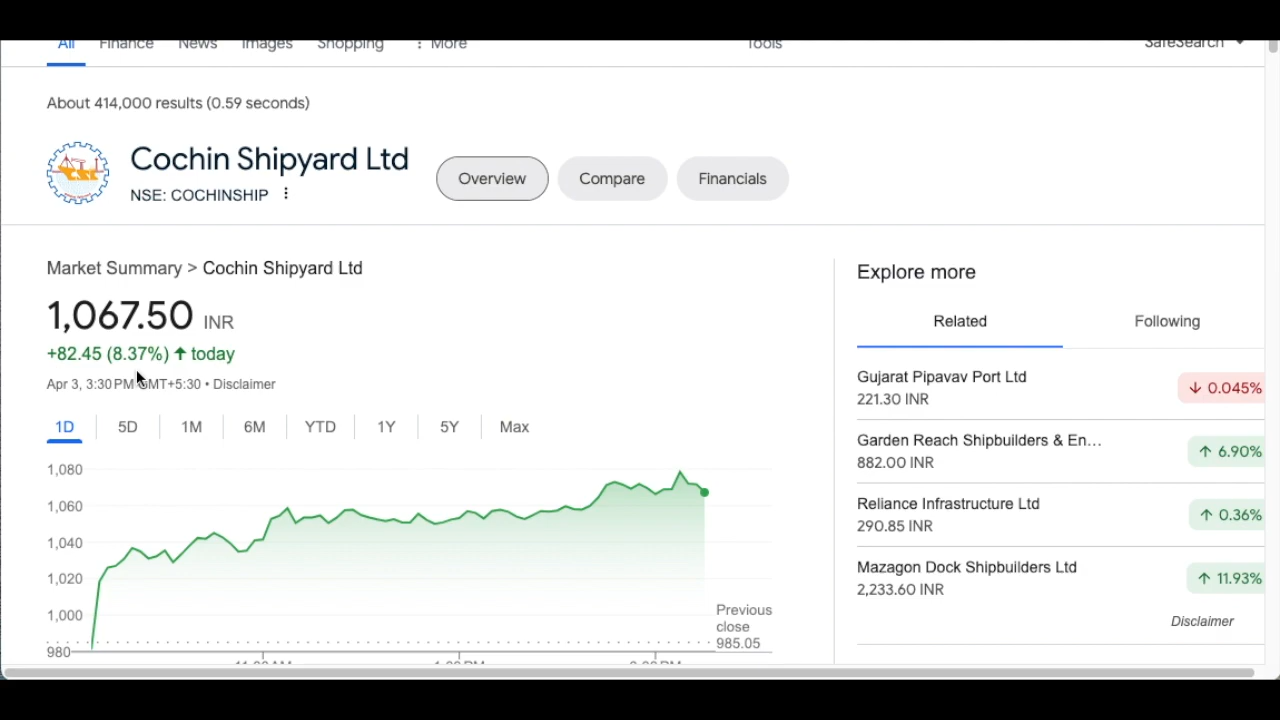 All Finance News Images Shopping ⋮ More Tools SafeSearch
About 414,000 results (0.59 seconds)
Cochin Shipyard Ltd
NSE: COCHINSHIP ⋮
Overview Compare Financials
Market Summary > Cochin Shipyard Ltd
1,067.50 INR
+82.45 (8.37%) ↑ today
Apr 3, 3:30 PM GMT+5:30 • Disclaimer
1D 5D 1M 6M YTD 1Y 5Y Max
1,080
1,060
1,040
1,020
1,000
980
Previous
close
985.05
Explore more
Related Following
Gujarat Pipavav Port Ltd
221.30 INR
↓ 0.045%
Garden Reach Shipbuilders & En...
882.00 INR
↑ 6.90%
Reliance Infrastructure Ltd
290.85 INR
↑ 0.36%
Mazagon Dock Shipbuilders Ltd
2,233.60 INR
↑ 11.93%
Disclaimer